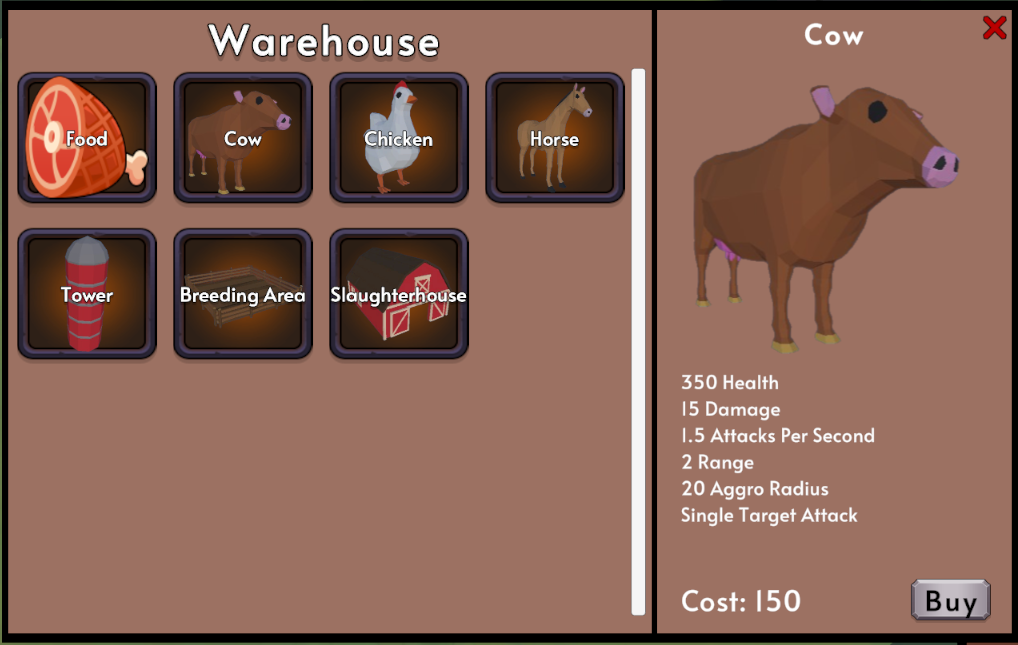 Warehouse
Food
Cow
Chicken
Horse
Tower
Breeding Area
Slaughterhouse
Cow
350 Health
15 Damage
1.5 Attacks Per Second
2 Range
20 Aggro Radius
Single Target Attack
Cost: 150
Buy